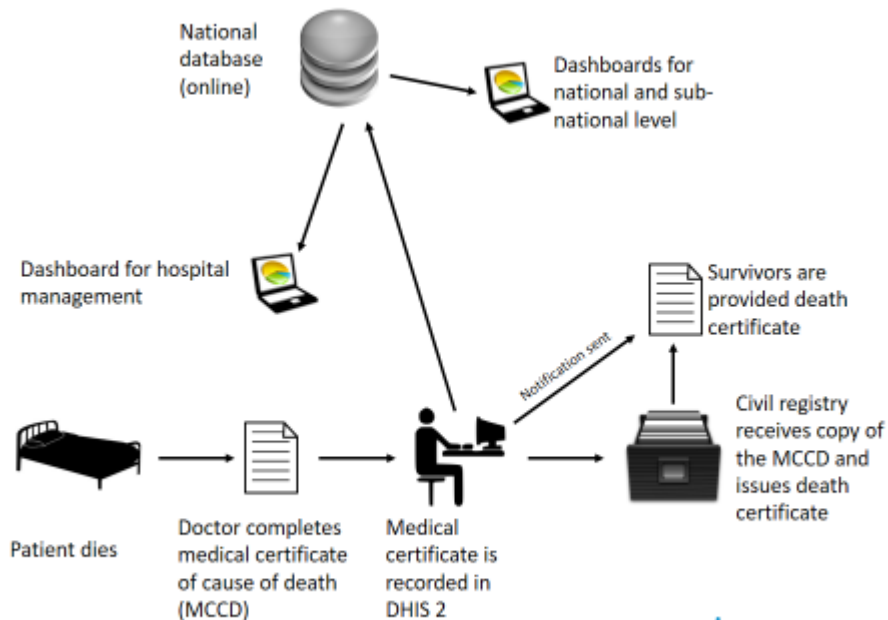 National
database
(online)
Dashboards for
national and sub-
national level
Dashboard for hospital
management
Survivors are
provided death
certificate
Notification sent
Civil registry
receives copy of
the MCCD and
issues death
certificate
Patient dies
Doctor completes
medical certificate
of cause of death
(MCCD)
Medical
certificate is
recorded in
DHIS 2